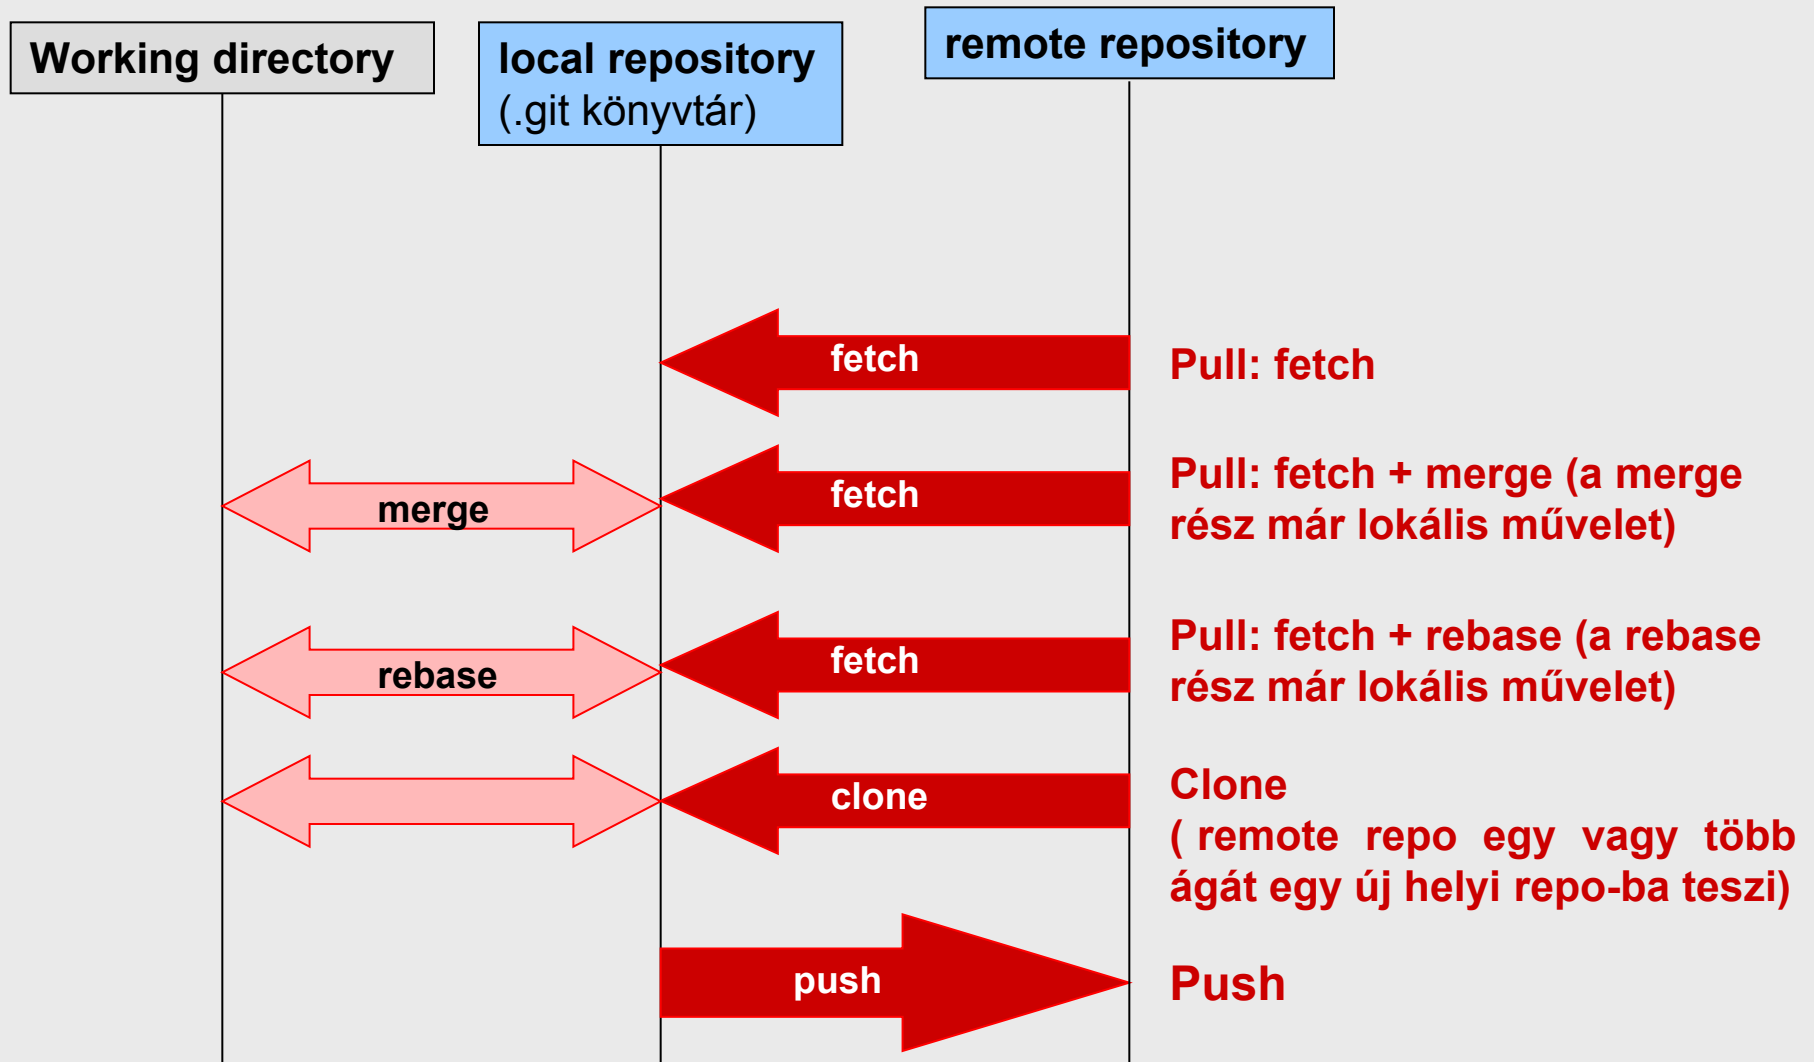 Working directory
local repository
(.git könyvtár)
remote repository
fetch
Pull: fetch
merge
fetch
Pull: fetch + merge (a merge
rész már lokális művelet)
rebase
fetch
Pull: fetch + rebase (a rebase
rész már lokális művelet)
clone
Clone
( remote repo egy vagy több
ágát egy új helyi repo-ba teszi)
push
Push